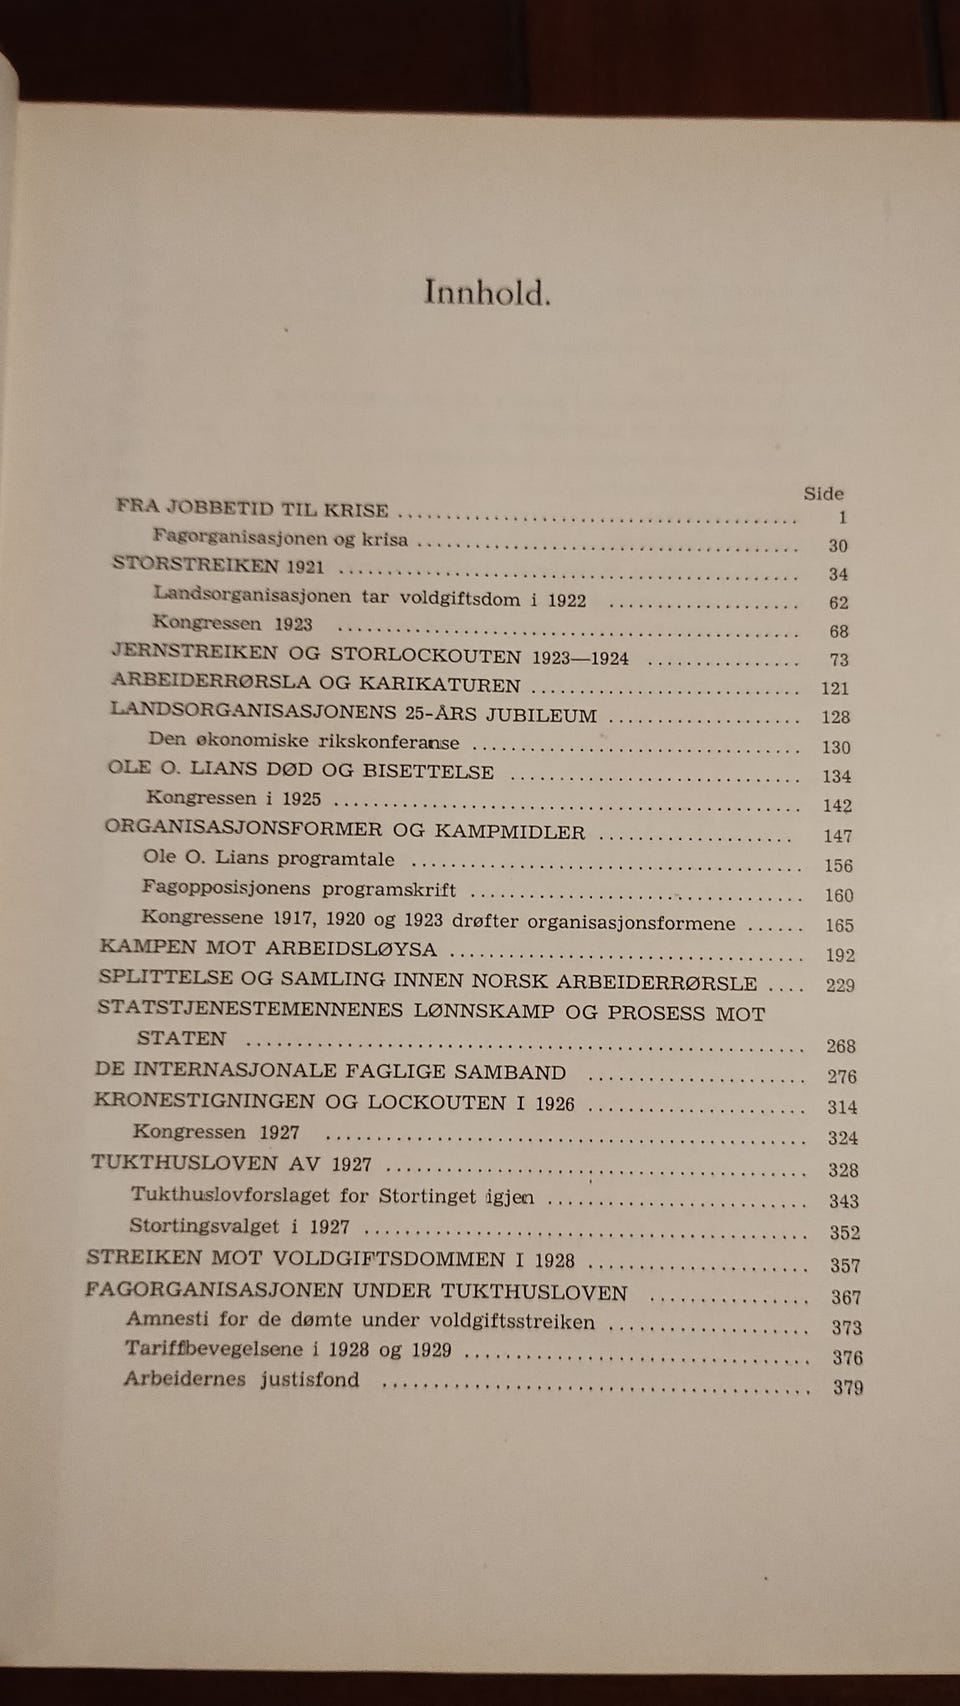 Innhold.
Side
FRA JOBBETID TIL KRISE ........................................ 1
Fagorganisasjonen og krisa ...................................... 30
STORSTREIKEN 1921 .............................................. 34
Landsorganisasjonen tar voldgiftsdom i 1922 .................... 62
Kongressen 1923 .............................................. 68
JERNSTREIKEN OG STORLOCKOUTEN 1923—1924 ................ 73
ARBEIDERRØRSLA OG KARIKATUREN ............................ 121
LANDSORGANISASJONENS 25-ÅRS JUBILEUM .................... 128
Den økonomiske rikskonferanse .................................. 130
OLE O. LIANS DØD OG BISETTELSE .............................. 134
Kongressen i 1925 ............................................... 142
ORGANISASJONSFORMER OG KAMPMIDLER .................... 147
Ole O. Lians programtale ........................................ 156
Fagopposisjonens programskrift .................................. 160
Kongressene 1917, 1920 og 1923 drøfter organisasjonsformene ...... 165
KAMPEN MOT ARBEIDSLØYSA .................................... 192
SPLITTELSE OG SAMLING INNEN NORSK ARBEIDERRØRSLE .... 229
STATSTJENESTEMENNENES LØNNSKAMP OG PROSESS MOT
STATEN ........................................................ 268
DE INTERNASJONALE FAGLIGE SAMBAND ...................... 276
KRONESTIGNINGEN OG LOCKOUTEN I 1926 ...................... 314
Kongressen 1927 ................................................ 324
TUKTHUSLOVEN AV 1927 .......................................... 328
Tukthuslovforslaget for Stortinget igjen .......................... 343
Stortingsvalget i 1927 ............................................ 352
STREIKEN MOT VOLDGIFTSDOMMEN I 1928 ...................... 357
FAGORGANISASJONEN UNDER TUKTHUSLOVEN ................ 367
Amnesti for de dømte under voldgiftsstreiken .................... 373
Tariffbevegelsene i 1928 og 1929 .................................. 376
Arbeidernes justisfond .......................................... 379